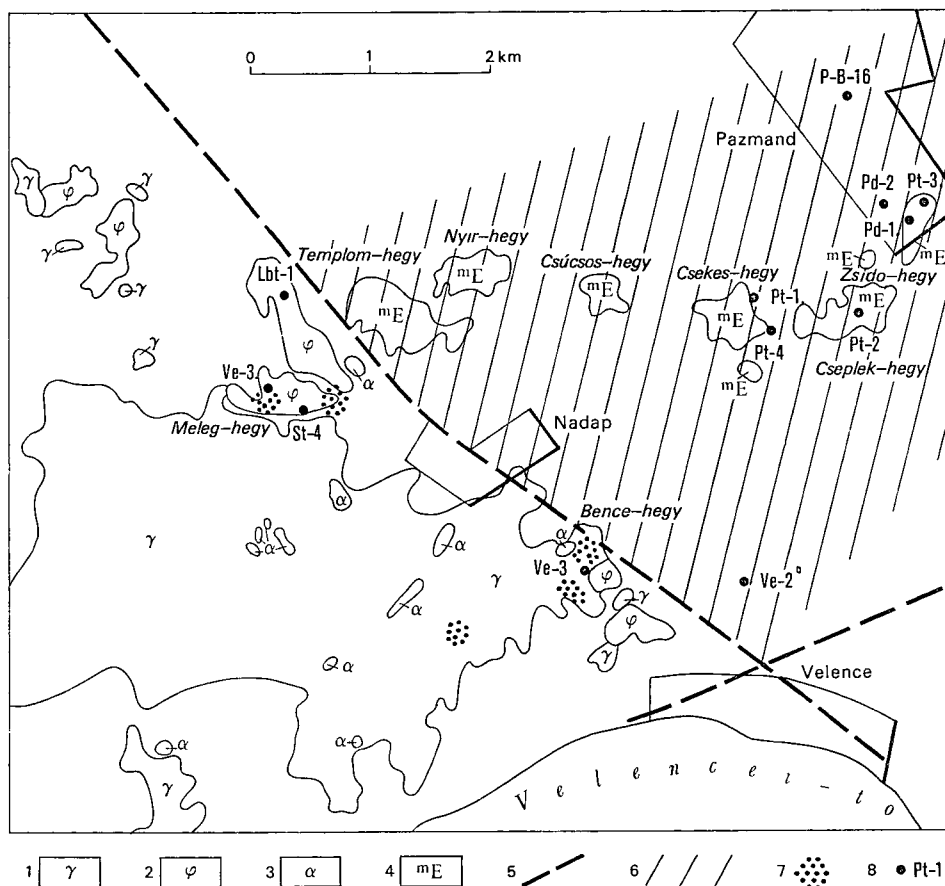 0 1 2 km
P-B-16
Pazmand
Pd-2 Pt-3
Pd-1
γ
φ
γ
φ
γ
γ
Templom-hegy
Nyır-hegy
mE
Csúcsos-hegy
mE
Csekes-hegy
mE
mE
Zsido-hegy
mE
Lbt-1
mE
Pt-1
mE
Pt-2
Pt-4
Cseplek-hegy
mE
γ
φ
α
Ve-3
φ
St-4
Meleg-hegy
Nadap
α
Bence-hegy
α
γ
α
α
γ
Ve-3
φ
Ve-2
α
γ
φ
γ
α
Velence
α
α
γ
Velencei-to
1 γ 2 φ 3 α 4 mE 5 6 7 8 Pt-1